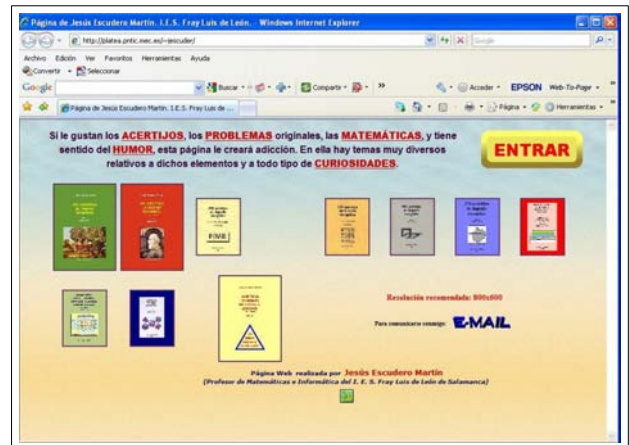 Página de Jesús Escudero Martín. I.E.S. Fray Luis de León. - Windows Internet Explorer
http://platea.pntic.mec.es/~jescuder/
Google
Archivo Edición Ver Favoritos Herramientas Ayuda
Convertir Seleccionar
Google Buscar Compartir Acceder EPSON Web-To-Page
Página de Jesús Escudero Martín. I.E.S. Fray Luis de ... Página Herramientas
Si le gustan los ACERTIJOS, los PROBLEMAS originales, las MATEMÁTICAS, y tiene
sentido del HUMOR, esta página le creará adicción. En ella hay temas muy diversos
relativos a dichos elementos y a todo tipo de CURIOSIDADES.
ENTRAR
Resolución recomendada: 800x600
Para comunicarse conmigo: E-MAIL
Página Web realizada por Jesús Escudero Martín
(Profesor de Matemáticas e Informática del I. E. S. Fray Luis de León de Salamanca)